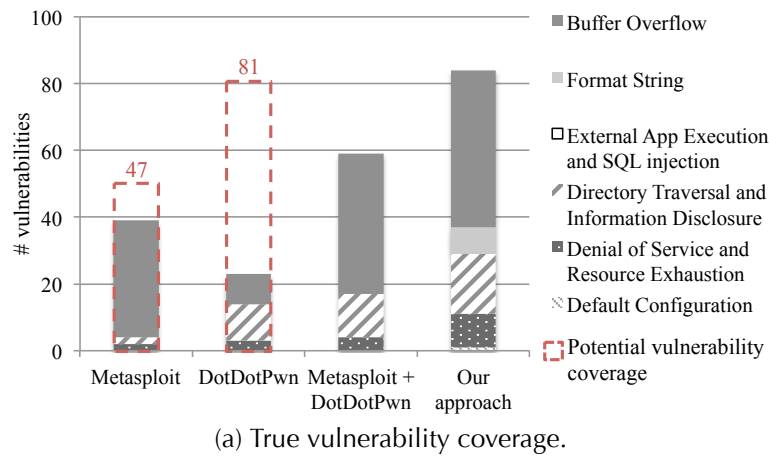 100
80
60
40
20
0
# vulnerabilities
47
81
Metasploit
DotDotPwn
Metasploit +
DotDotPwn
Our
approach
Buffer Overflow
Format String
External App Execution
and SQL injection
Directory Traversal and
Information Disclosure
Denial of Service and
Resource Exhaustion
Default Configuration
Potential vulnerability
coverage
(a) True vulnerability coverage.